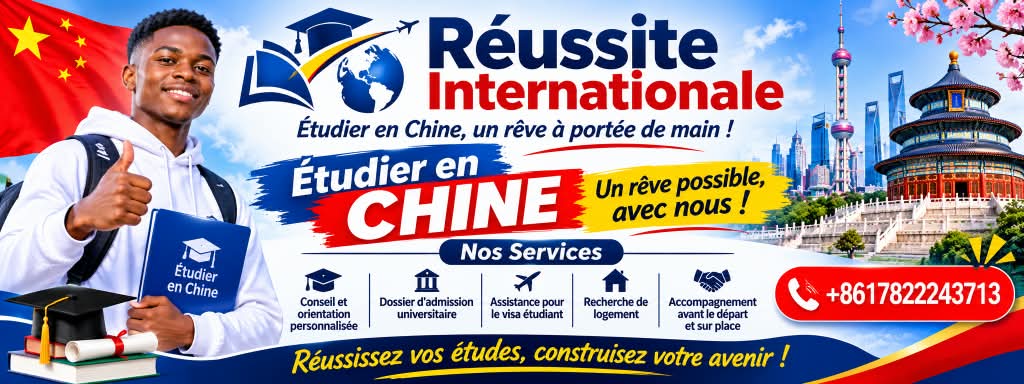 Réussite
Internationale
Étudier en Chine, un rêve à portée de main !
Étudier en
CHINE
Un rêve possible,
avec nous !
Étudier
en Chine
Nos Services
Conseil et
orientation
personnalisée
Dossier d'admission
universitaire
Assistance pour
le visa étudiant
Recherche de
logement
Accompagnement
avant le départ
et sur place
+8617822243713
Réussissez vos études, construisez votre avenir !